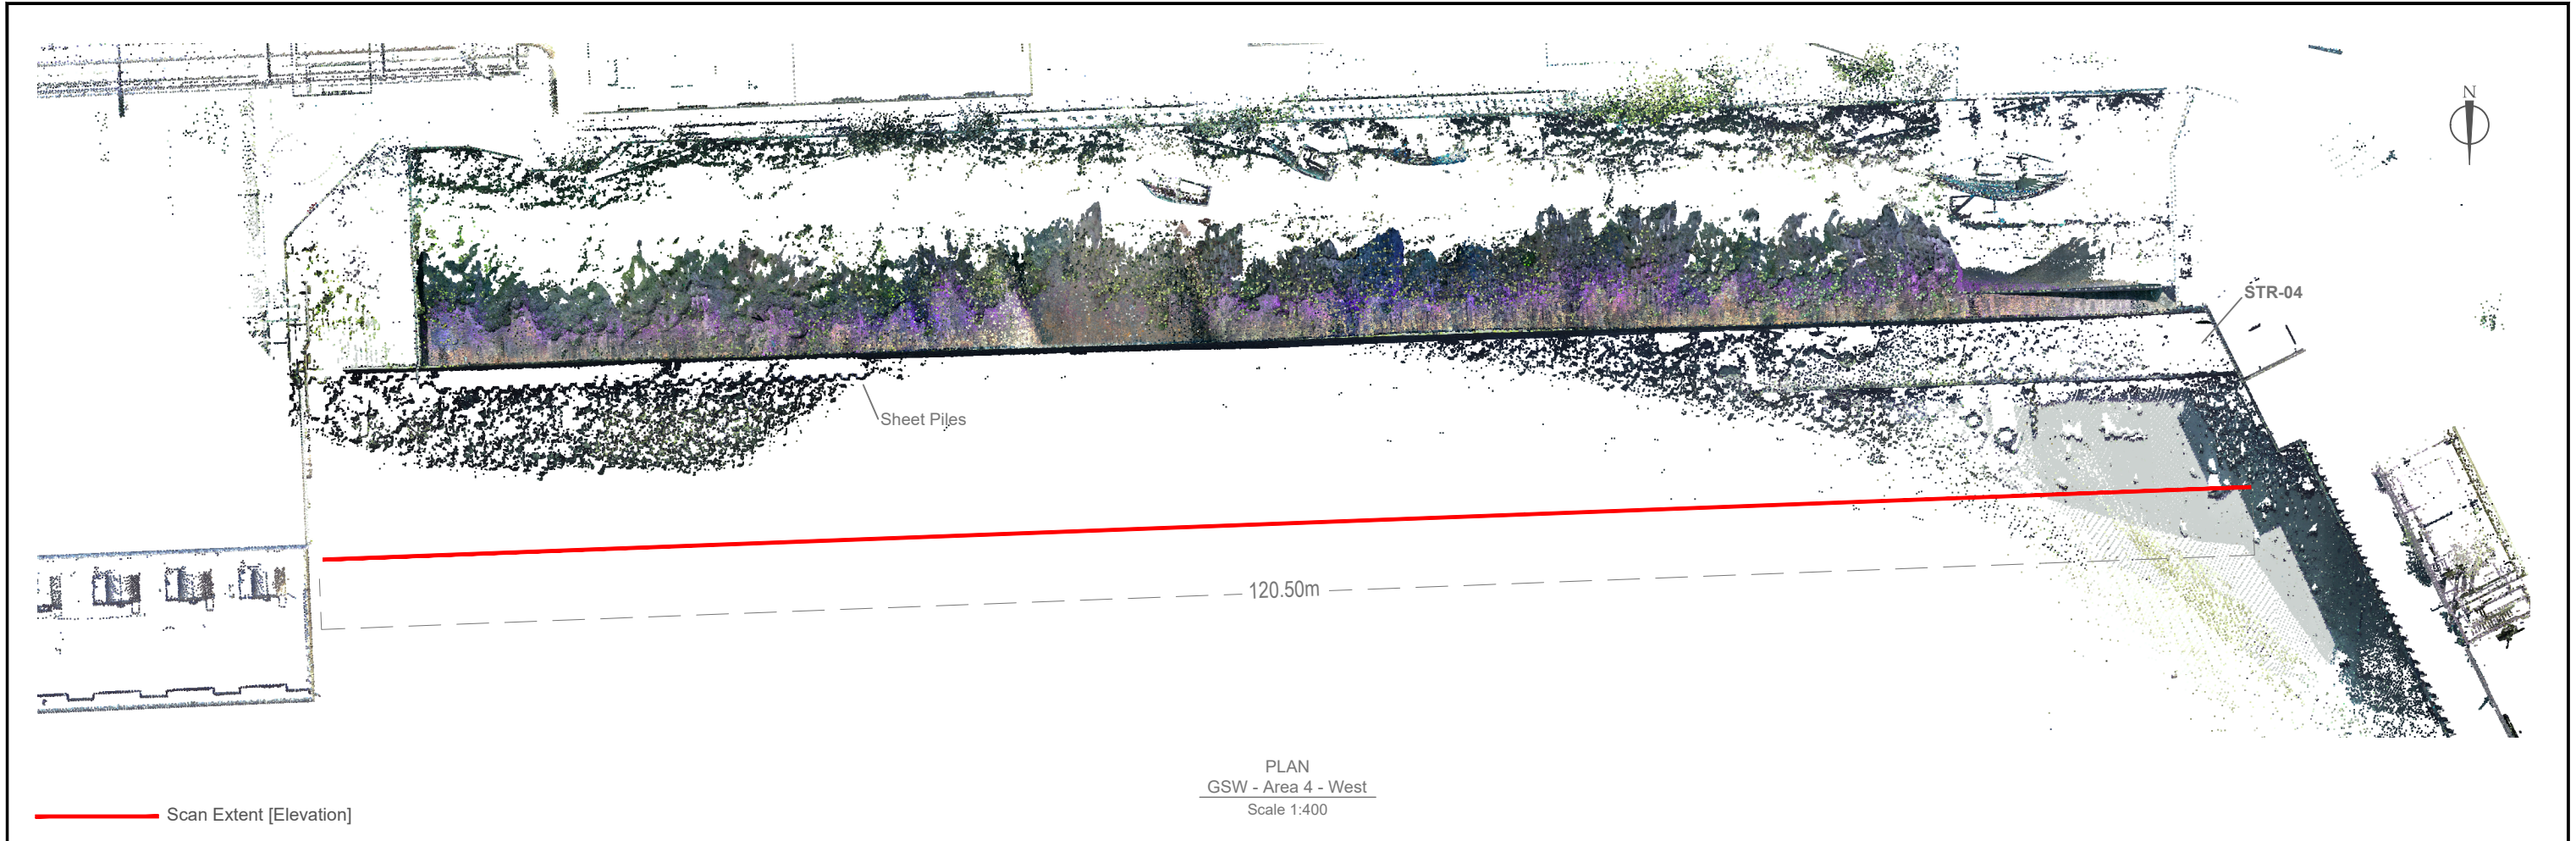 N
STR-04
Sheet Piles
120.50m
PLAN
GSW - Area 4 - West
Scale 1:400
Scan Extent [Elevation]